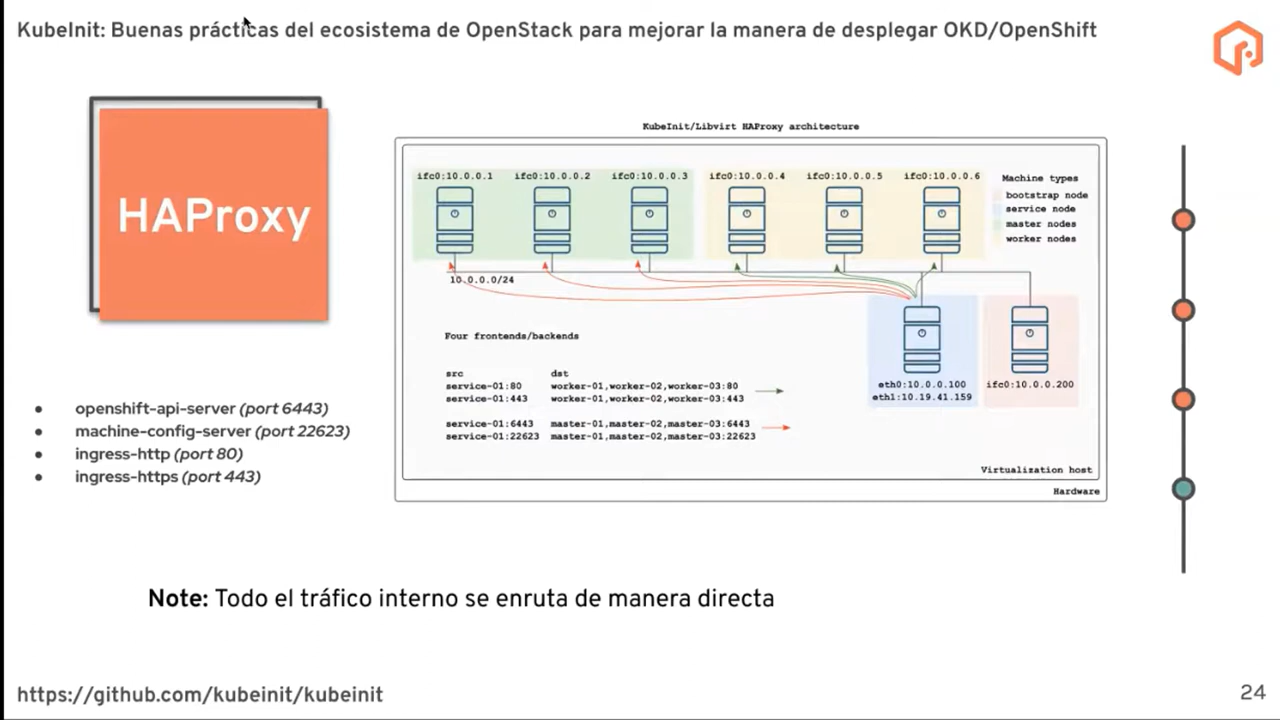 KubeInit: Buenas prácticas del ecosistema de OpenStack para mejorar la manera de desplegar OKD/OpenShift
HAProxy
openshift-api-server (port 6443)
machine-config-server (port 22623)
ingress-http (port 80)
ingress-https (port 443)
KubeInit/Libvirt HAProxy architecture
ifc0:10.0.0.1 ifc0:10.0.0.2 ifc0:10.0.0.3 ifc0:10.0.0.4 ifc0:10.0.0.5 ifc0:10.0.0.6
Machine types
bootstrap node
service node
master nodes
worker nodes
10.0.0.0/24
Four frontends/backends
src dst
service-01:80 worker-01,worker-02,worker-03:80
service-01:443 worker-01,worker-02,worker-03:443
service-01:6443 master-01,master-02,master-03:6443
service-01:22623 master-01,master-02,master-03:22623
eth0:10.0.0.100
eth1:10.19.41.159
ifc0:10.0.0.200
Virtualization host
Hardware
Note: Todo el tráfico interno se enruta de manera directa
https://github.com/kubeinit/kubeinit
24